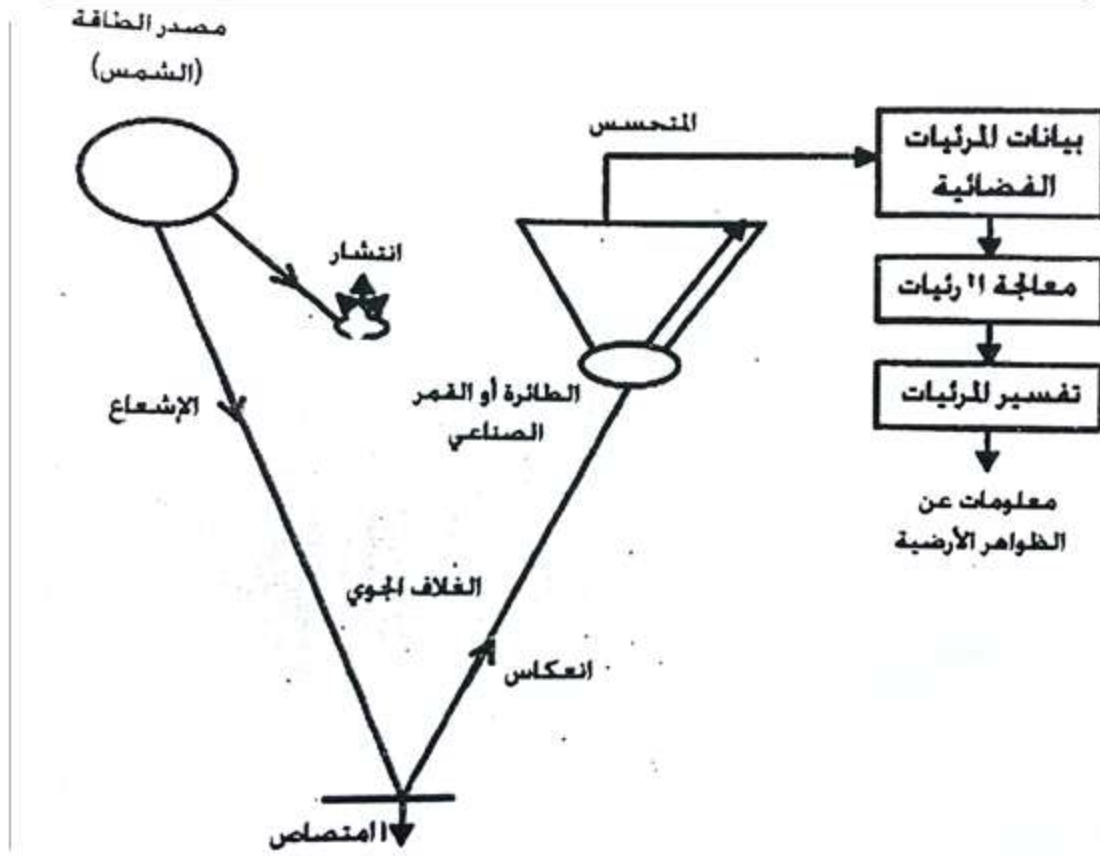 مصدر الطاقة
(الشمس)
المتحسس
بيانات المرئيات
الفضائية
انتشار
معالجة
الطائرة أو القمر
الصناعي
تفسير المرئيات
الإشعاع
معلومات عن
الظواهر الأرضية
الغلاف الجوي
انعكاس
امتصاص